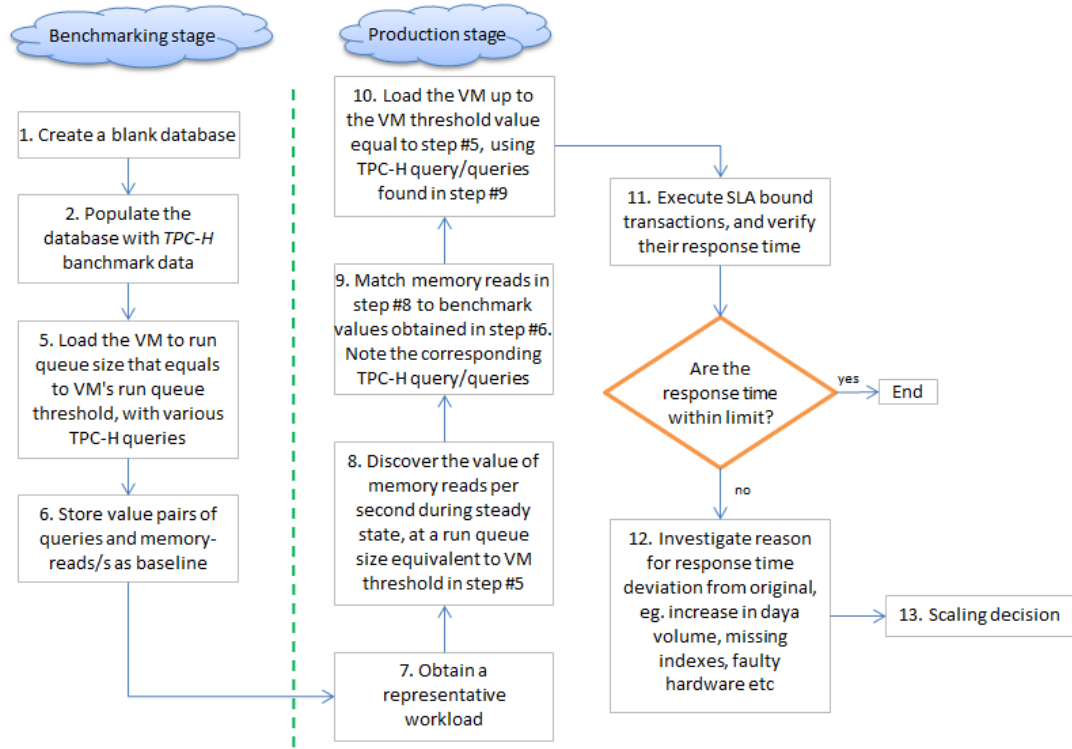 Benchmarking stage
Production stage
1. Create a blank database
2. Populate the
database with TPC-H
banchmark data
5. Load the VM to run
queue size that equals
to VM's run queue
threshold, with various
TPC-H queries
6. Store value pairs of
queries and memory-
reads/s as baseline
7. Obtain a
representative
workload
8. Discover the value of
memory reads per
second during steady
state, at a run queue
size equivalent to VM
threshold in step #5
9. Match memory reads in
step #8 to benchmark
values obtained in step #6.
Note the corresponding
TPC-H query/queries
10. Load the VM up to
the VM threshold value
equal to step #5, using
TPC-H query/queries
found in step #9
11. Execute SLA bound
transactions, and verify
their response time
Are the
response time
within limit?
yes
End
no
12. Investigate reason
for response time
deviation from original,
eg. increase in daya
volume, missing
indexes, faulty
hardware etc
13. Scaling decision